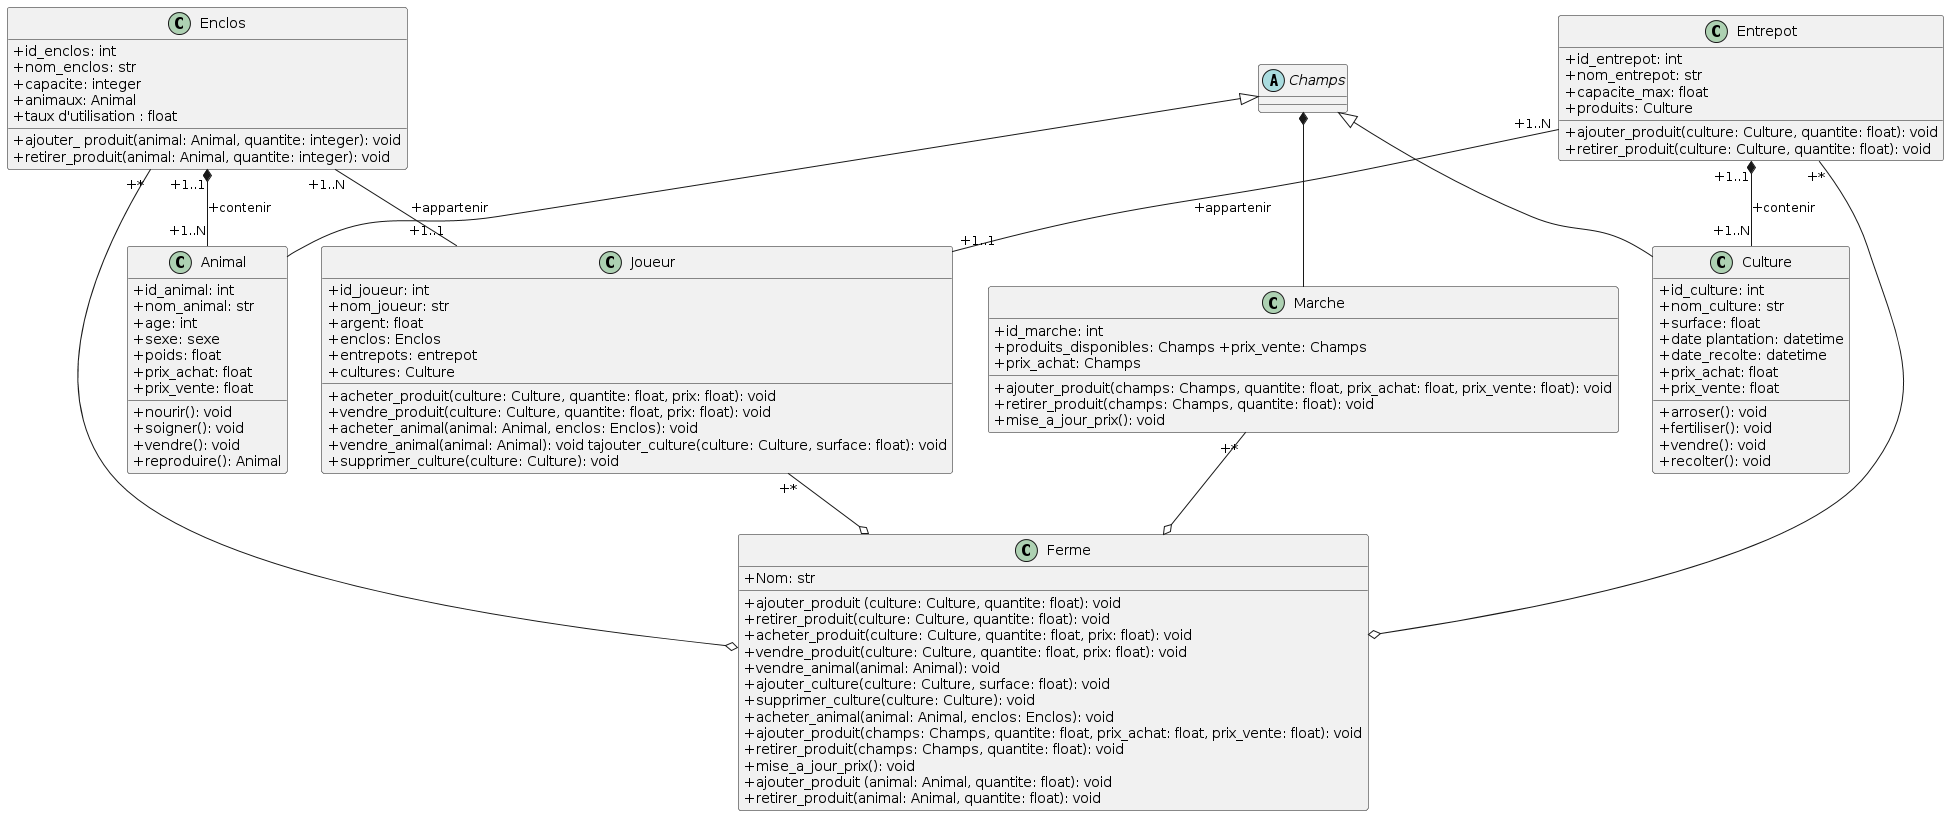 C Enclos
+id_enclos: int
+nom_enclos: str
+capacite: integer
+animaux: Animal
+taux d'utilisation : float
+ajouter_ produit(animal: Animal, quantite: integer): void
+retirer_produit(animal: Animal, quantite: integer): void
A Champs
C Entrepot
+id_entrepot: int
+nom_entrepot: str
+capacite_max: float
+produits: Culture
+ajouter_produit(culture: Culture, quantite: float): void
+retirer_produit(culture: Culture, quantite: float): void
+1..N
+*
+1..1
+1..N
+1..1
+*
+contenir
+appartenir
+appartenir
+contenir
+1..N
+1..1
+1..1
+1..N
C Animal
+id_animal: int
+nom_animal: str
+age: int
+sexe: sexe
+poids: float
+prix_achat: float
+prix_vente: float
+nourir(): void
+soigner(): void
+vendre(): void
+reproduire(): Animal
C Joueur
+id_joueur: int
+nom_joueur: str
+argent: float
+enclos: Enclos
+entrepots: entrepot
+cultures: Culture
+acheter_produit(culture: Culture, quantite: float, prix: float): void
+vendre_produit(culture: Culture, quantite: float, prix: float): void
+acheter_animal(animal: Animal, enclos: Enclos): void
+vendre_animal(animal: Animal): void tajouter_culture(culture: Culture, surface: float): void
+supprimer_culture(culture: Culture): void
C Marche
+id_marche: int
+produits_disponibles: Champs +prix_vente: Champs
+prix_achat: Champs
+ajouter_produit(champs: Champs, quantite: float, prix_achat: float, prix_vente: float): void
+retirer_produit(champs: Champs, quantite: float): void
+mise_a_jour_prix(): void
C Culture
+id_culture: int
+nom_culture: str
+surface: float
+date plantation: datetime
+date_recolte: datetime
+prix_achat: float
+prix_vente: float
+arroser(): void
+fertiliser(): void
+vendre(): void
+recolter(): void
+*
+*
C Ferme
+Nom: str
+ajouter_produit (culture: Culture, quantite: float): void
+retirer_produit(culture: Culture, quantite: float): void
+acheter_produit(culture: Culture, quantite: float, prix: float): void
+vendre_produit(culture: Culture, quantite: float, prix: float): void
+vendre_animal(animal: Animal): void
+ajouter_culture(culture: Culture, surface: float): void
+supprimer_culture(culture: Culture): void
+acheter_animal(animal: Animal, enclos: Enclos): void
+ajouter_produit(champs: Champs, quantite: float, prix_achat: float, prix_vente: float): void
+retirer_produit(champs: Champs, quantite: float): void
+mise_a_jour_prix(): void
+ajouter_produit (animal: Animal, quantite: float): void
+retirer_produit(animal: Animal, quantite: float): void